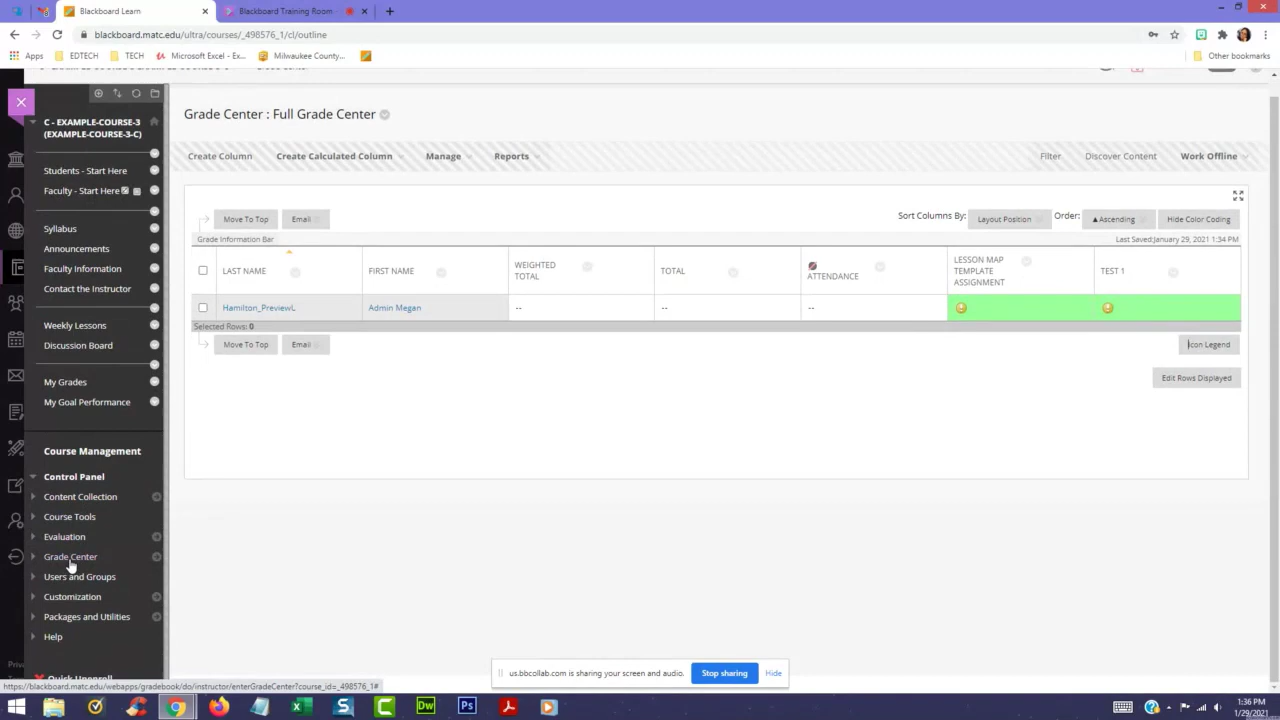 Blackboard Learn
Blackboard Training Room
blackboard.matc.edu/ultra/courses/_498576_1/cl/outline
Apps
EDTECH
TECH
Microsoft Excel - Ex...
Milwaukee County...
Other bookmarks
C - EXAMPLE-COURSE-3
(EXAMPLE-COURSE-3-C)
Students - Start Here
Faculty - Start Here
Syllabus
Announcements
Faculty Information
Contact the Instructor
Weekly Lessons
Discussion Board
My Grades
My Goal Performance
Course Management
Control Panel
Content Collection
Course Tools
Evaluation
Grade Center
Users and Groups
Customization
Packages and Utilities
Help
Grade Center : Full Grade Center
Create Column
Create Calculated Column
Manage
Reports
Filter
Discover Content
Work Offline
Move To Top
Email
Sort Columns By:
Layout Position
Order:
▲Ascending
Hide Color Coding
Grade Information Bar
Last Saved:January 29, 2021 1:34 PM
LAST NAME
FIRST NAME
WEIGHTED
TOTAL
TOTAL
ATTENDANCE
LESSON MAP
TEMPLATE
ASSIGNMENT
TEST 1
Hamilton_PreviewL
Admin Megan
--
--
--
Selected Rows: 0
Move To Top
Email
Icon Legend
Edit Rows Displayed
us.bbcollab.com is sharing your screen and audio.
Stop sharing
Hide
https://blackboard.matc.edu/webapps/gradebook/do/instructor/enterGradeCenter?course_id=_498576_1#
1:36 PM
1/29/2021